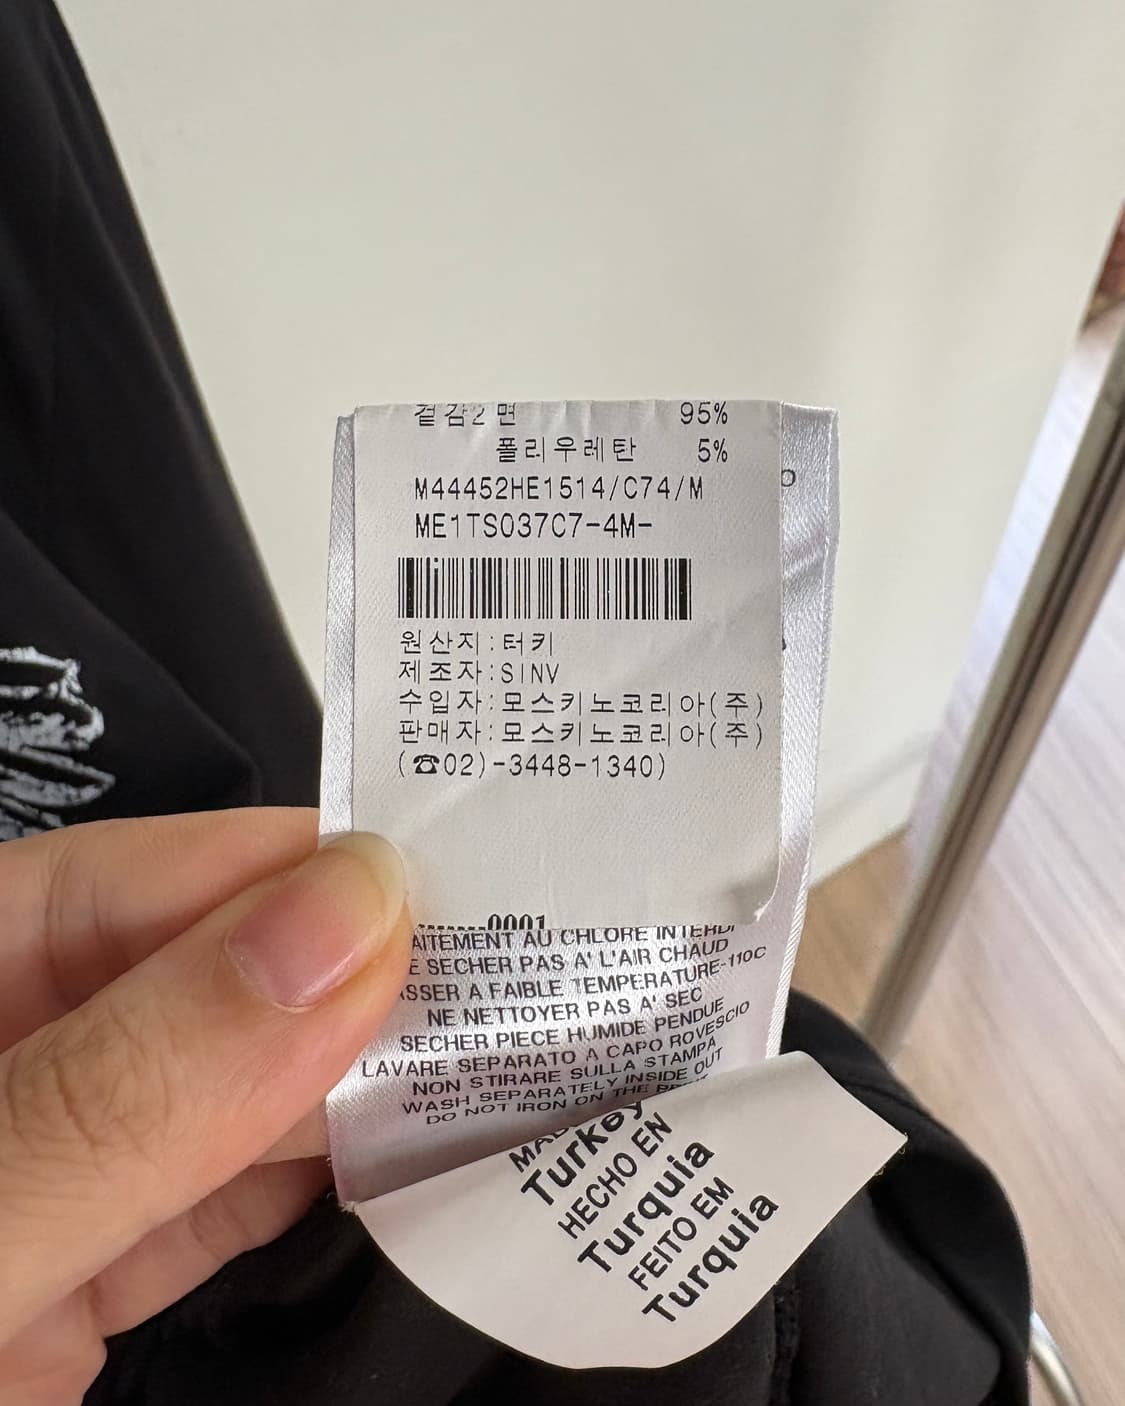 겉감2 면 95%
폴리우레탄 5%
M44452HE1514/C74/M
ME1TS037C7-4M-
원산지:터키
제조자:SINV
수입자:모스키노코리아(주)
판매자:모스키노코리아(주)
(☎02)-3448-1340)
0001
AITEMENT AU CHLORE INTERDI
E SECHER PAS A' L'AIR CHAUD
SSER A FAIBLE TEMPERATURE-110C
NE NETTOYER PAS A' SEC
SECHER PIECE HUMIDE PENDUE
LAVARE SEPARATO A CAPO ROVESCIO
NON STIRARE SULLA STAMPA
WASH SEPARATELY INSIDE OUT
DO NOT IRON ON THE
MAD
Turkey
HECHO EN
Turquia
FEITO EM
Turquia